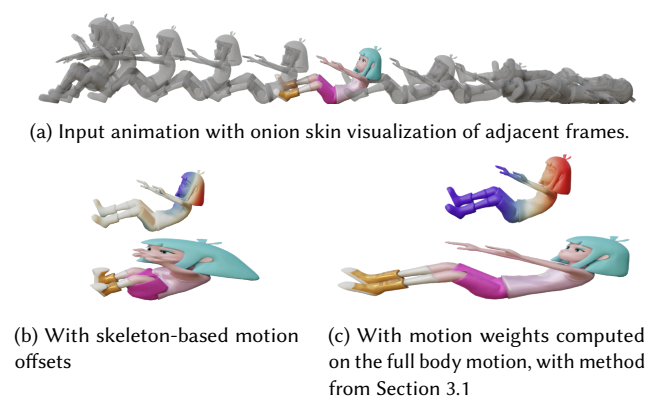 (a) Input animation with onion skin visualization of adjacent frames.
(b) With skeleton-based motion
offsets
(c) With motion weights computed
on the full body motion, with method
from Section 3.1